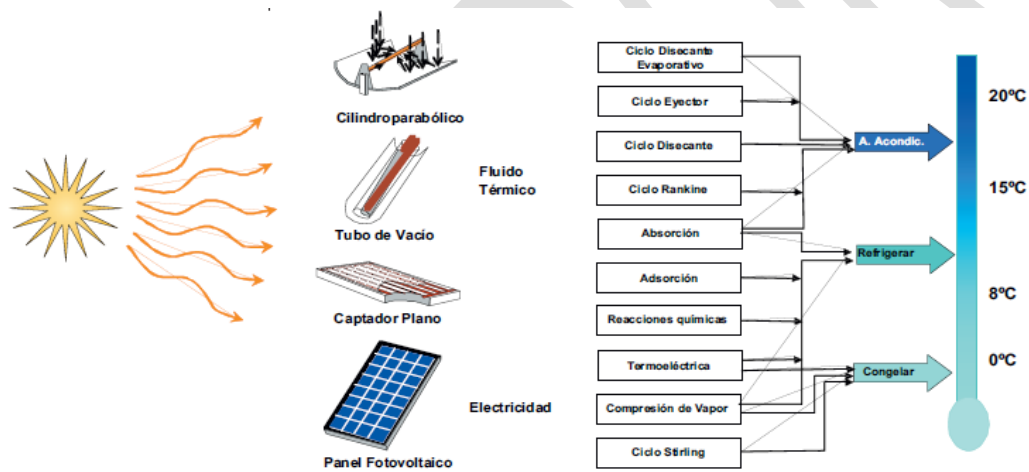 Cilindroparabólico
Fluido
Térmico
Tubo de Vacio
Captador Plano
Electricidad
Panel Fotovoltaico
Ciclo Disecante
Evaporativo
Ciclo Eyector
Ciclo Disecante
Ciclo Rankine
Absorción
Adsorción
Reacciones químicas
Termoeléctrica
Compresión de Vapor
Ciclo Stirling
A. Acondic.
Refrigerar
Congelar
20ºC
15ºC
8ºC
0ºC